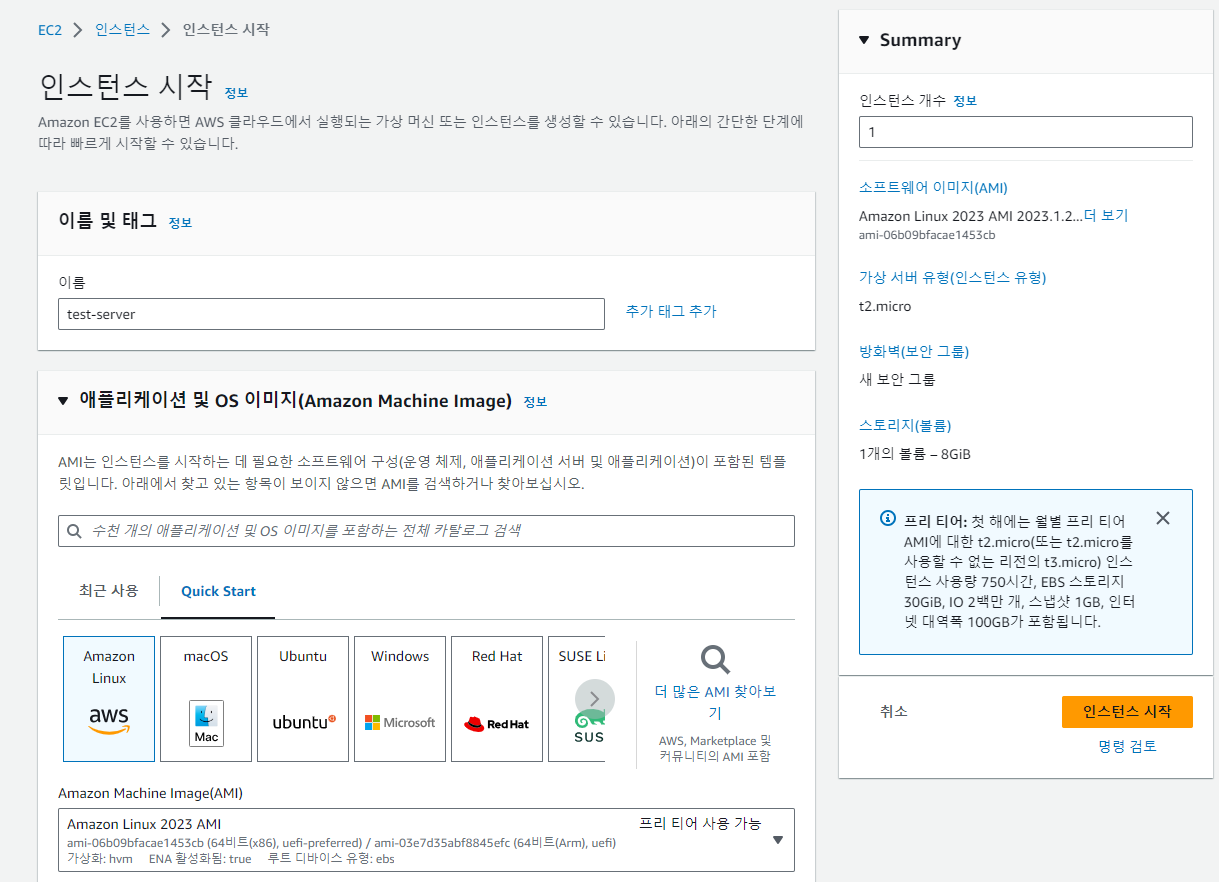 EC2 > 인스턴스 > 인스턴스 시작
인스턴스 시작 정보
Amazon EC2를 사용하면 AWS 클라우드에서 실행되는 가상 머신 또는 인스턴스를 생성할 수 있습니다. 아래의 간단한 단계에
따라 빠르게 시작할 수 있습니다.
이름 및 태그 정보
이름
test-server
추가 태그 추가
애플리케이션 및 OS 이미지(Amazon Machine Image) 정보
AMI는 인스턴스를 시작하는 데 필요한 소프트웨어 구성(운영 체제, 애플리케이션 서버 및 애플리케이션)이 포함된 템플
릿입니다. 아래에서 찾고 있는 항목이 보이지 않으면 AMI를 검색하거나 찾아보십시오.
수천 개의 애플리케이션 및 OS 이미지를 포함하는 전체 카탈로그 검색
최근 사용
Quick Start
Amazon
Linux
aws
macOS
Mac
Ubuntu
ubuntu
Windows
Microsoft
Red Hat
Red Hat
SUSE Li
SUS
더 많은 AMI 찾아보
기
AWS, Marketplace 및
커뮤니티의 AMI 포함
Amazon Machine Image(AMI)
Amazon Linux 2023 AMI
프리 티어 사용 가능
ami-06b09bfacae1453cb (64비트(x86), uefi-preferred) / ami-03e7d35abf8845efc (64비트(Arm), uefi)
가상화: hvm ENA 활성화됨: true 루트 디바이스 유형: ebs
Summary
인스턴스 개수 정보
1
소프트웨어 이미지(AMI)
Amazon Linux 2023 AMI 2023.1.2...더 보기
ami-06b09bfacae1453cb
가상 서버 유형(인스턴스 유형)
t2.micro
방화벽(보안 그룹)
새 보안 그룹
스토리지(볼륨)
1개의 볼륨 – 8GiB
프리 티어: 첫 해에는 월별 프리 티어
AMI에 대한 t2.micro(또는 t2.micro를
사용할 수 없는 리전의 t3.micro) 인스
턴스 사용량 750시간, EBS 스토리지
30GiB, IO 2백만 개, 스냅샷 1GB, 인터
넷 대역폭 100GB가 포함됩니다.
취소
인스턴스 시작
명령 검토